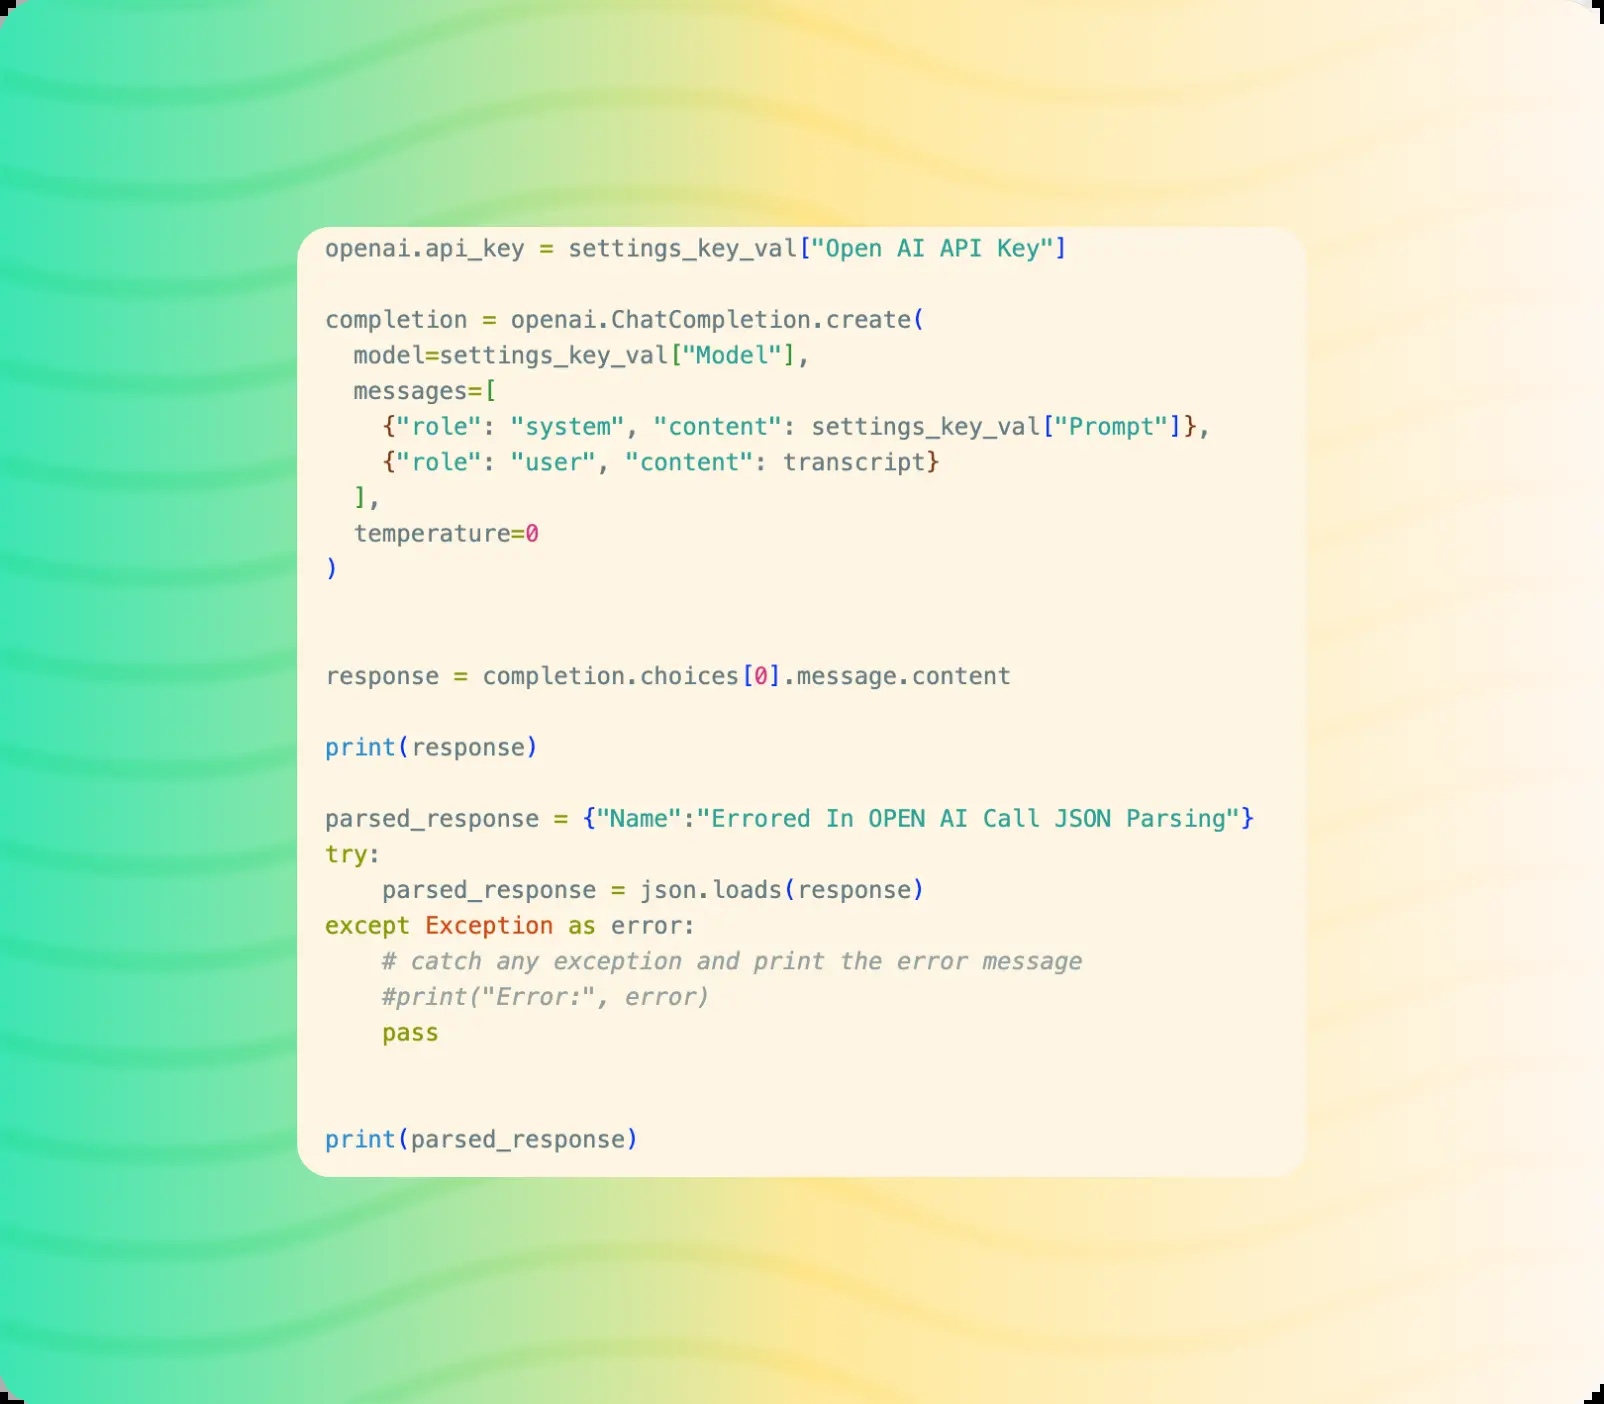 openai.api_key = settings_key_val["Open AI API Key"]
completion = openai.ChatCompletion.create(
model=settings_key_val["Model"],
messages=[
{"role": "system", "content": settings_key_val["Prompt"]},
{"role": "user", "content": transcript}
],
temperature=0
)
response = completion.choices[0].message.content
print(response)
parsed_response = {"Name":"Errored In OPEN AI Call JSON Parsing"}
try:
parsed_response = json.loads(response)
except Exception as error:
# catch any exception and print the error message
#print("Error:", error)
pass
print(parsed_response)